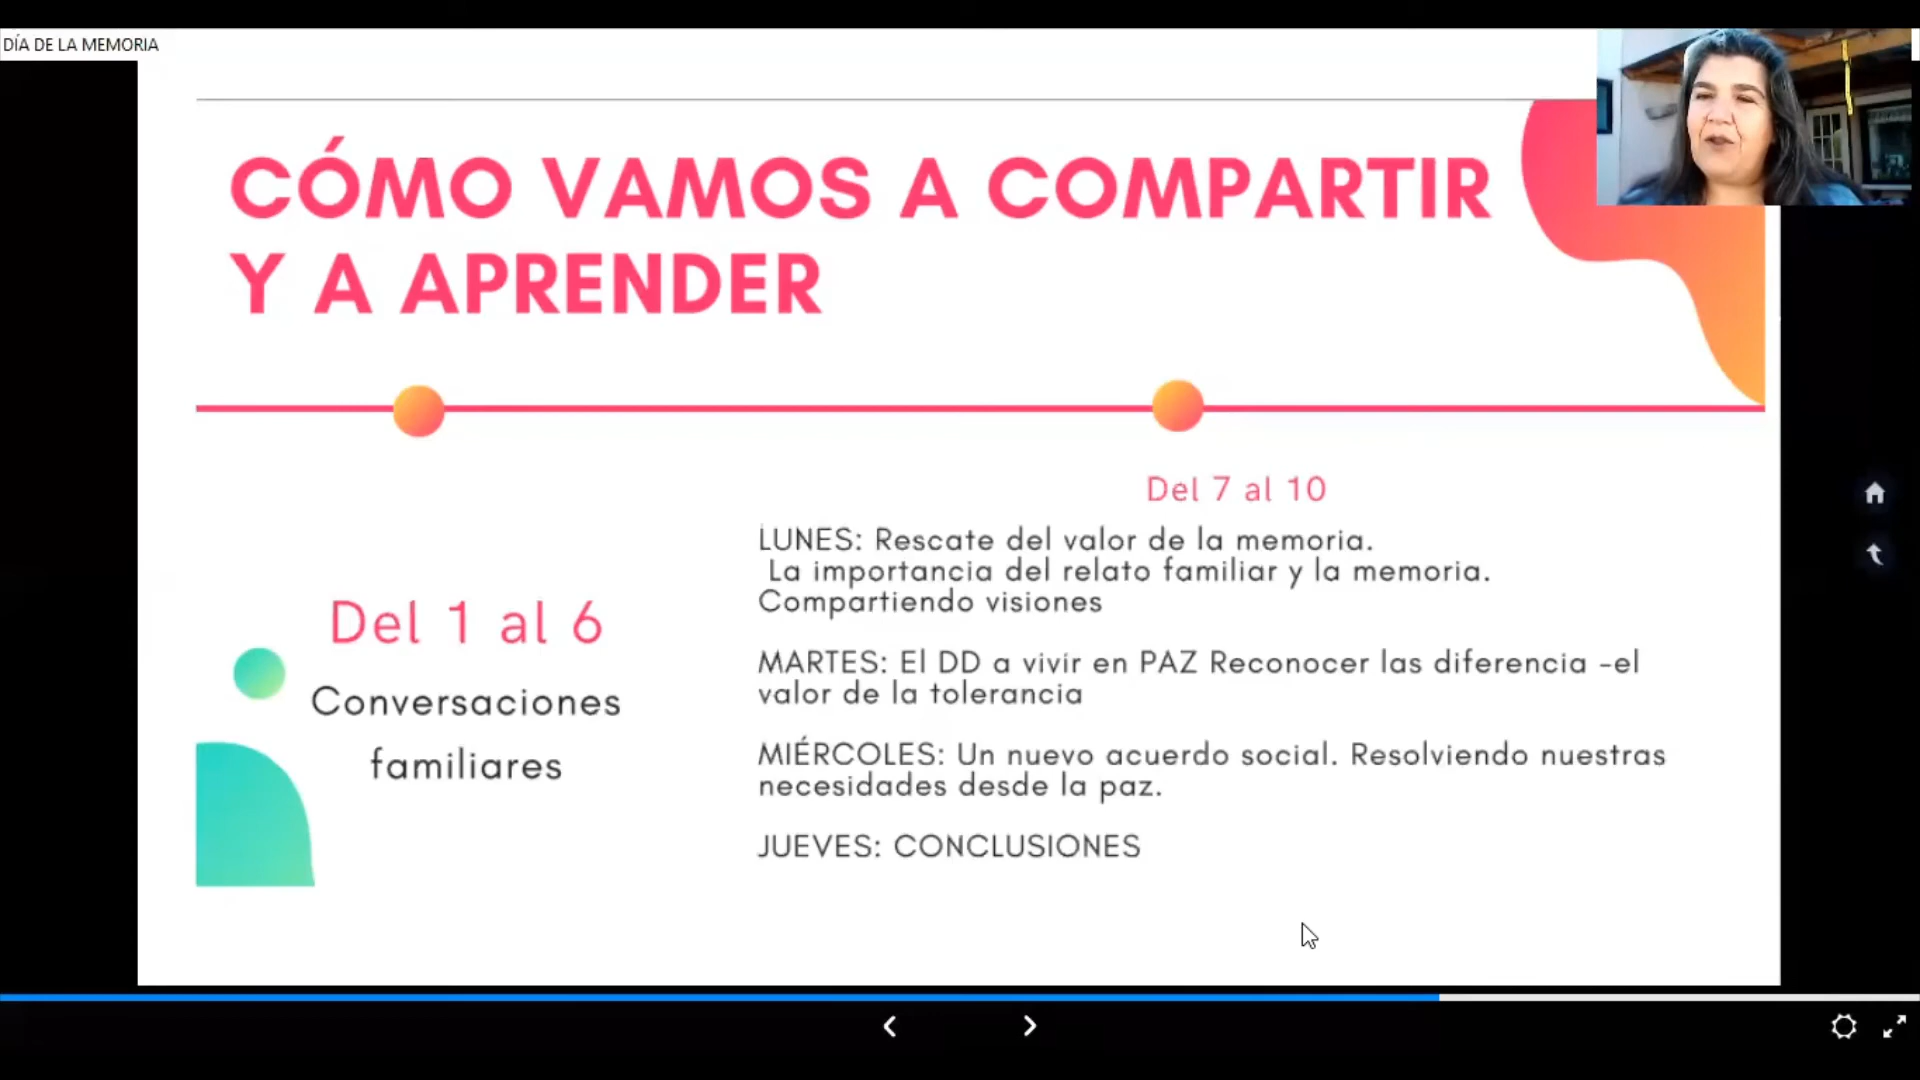 DÍA DE LA MEMORIA
CÓMO VAMOS A COMPARTIR
Y A APRENDER
Del 1 al 6
Conversaciones
familiares
Del 7 al 10
LUNES: Rescate del valor de la memoria.
La importancia del relato familiar y la memoria.
Compartiendo visiones
MARTES: El DD a vivir en PAZ Reconocer las diferencia -el
valor de la tolerancia
MIÉRCOLES: Un nuevo acuerdo social. Resolviendo nuestras
necesidades desde la paz.
JUEVES: CONCLUSIONES